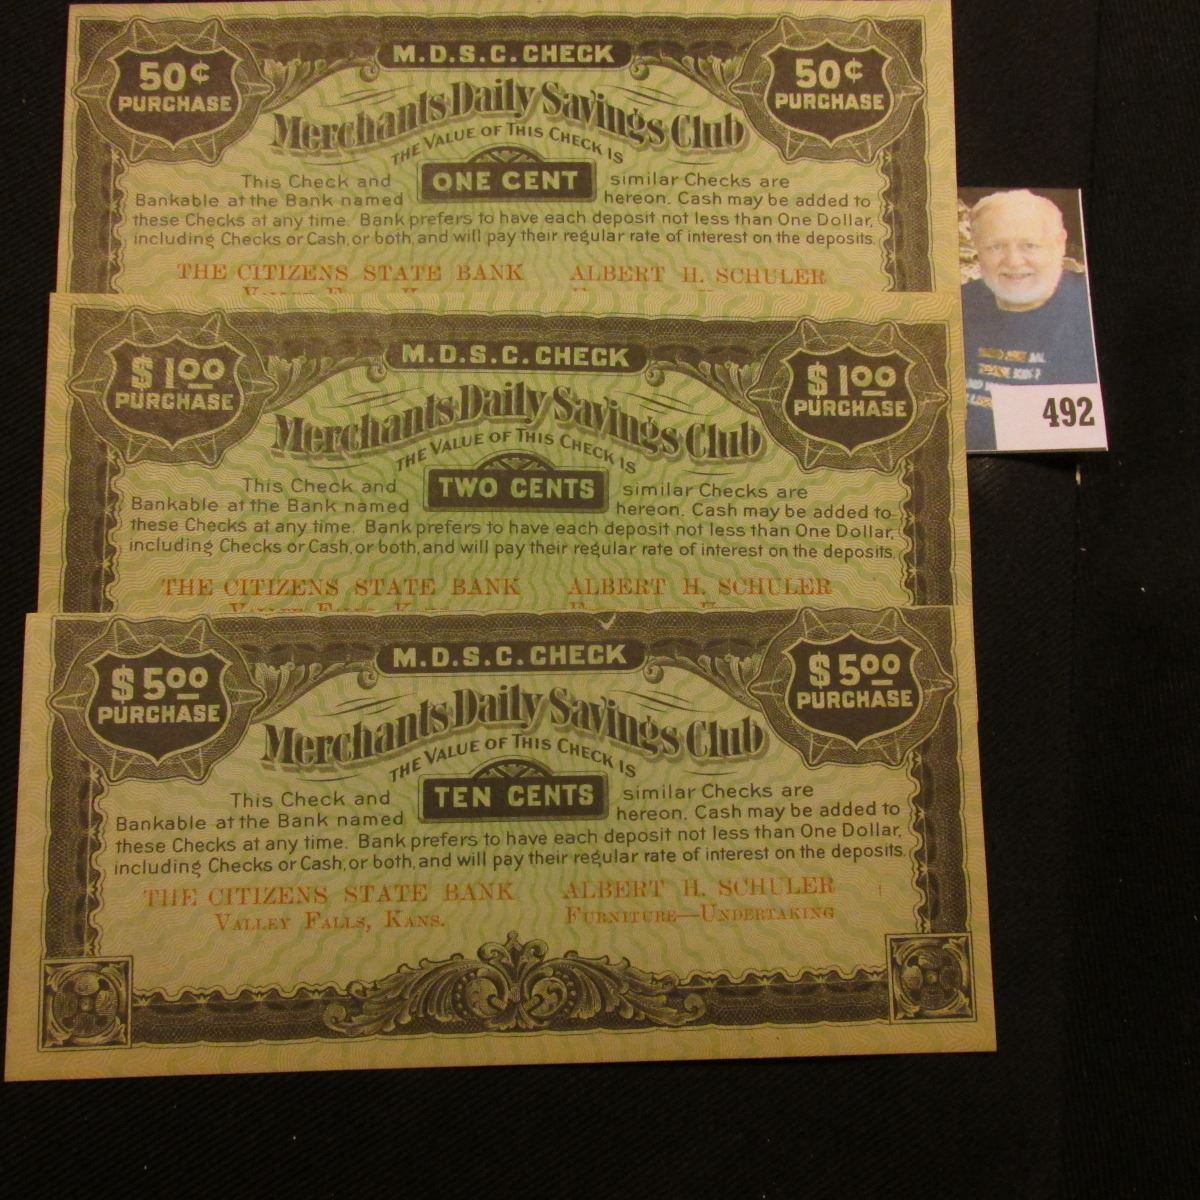 M.D.S.C. CHECK
50¢ PURCHASE
50¢ PURCHASE
Merchants Daily Savings Club
THE VALUE OF THIS CHECK IS
ONE CENT
This Check and similar Checks are
Bankable at the Bank named hereon. Cash may be added to
these Checks at any time. Bank prefers to have each deposit not less than One Dollar,
including Checks or Cash, or both, and will pay their regular rate of interest on the deposits.
THE CITIZENS STATE BANK ALBERT H. SCHULER
M.D.S.C. CHECK
$1.00 PURCHASE
$1.00 PURCHASE
Merchants Daily Savings Club
THE VALUE OF THIS CHECK IS
TWO CENTS
This Check and similar Checks are
Bankable at the Bank named hereon. Cash may be added to
these Checks at any time. Bank prefers to have each deposit not less than One Dollar,
including Checks or Cash, or both, and will pay their regular rate of interest on the deposits.
THE CITIZENS STATE BANK ALBERT H. SCHULER
M.D.S.C. CHECK
$5.00 PURCHASE
$5.00 PURCHASE
Merchants Daily Savings Club
THE VALUE OF THIS CHECK IS
TEN CENTS
This Check and similar Checks are
Bankable at the Bank named hereon. Cash may be added to
these Checks at any time. Bank prefers to have each deposit not less than One Dollar,
including Checks or Cash, or both, and will pay their regular rate of interest on the deposits.
THE CITIZENS STATE BANK ALBERT H. SCHULER
VALLEY FALLS, KANS. FURNITURE—UNDERTAKING
492